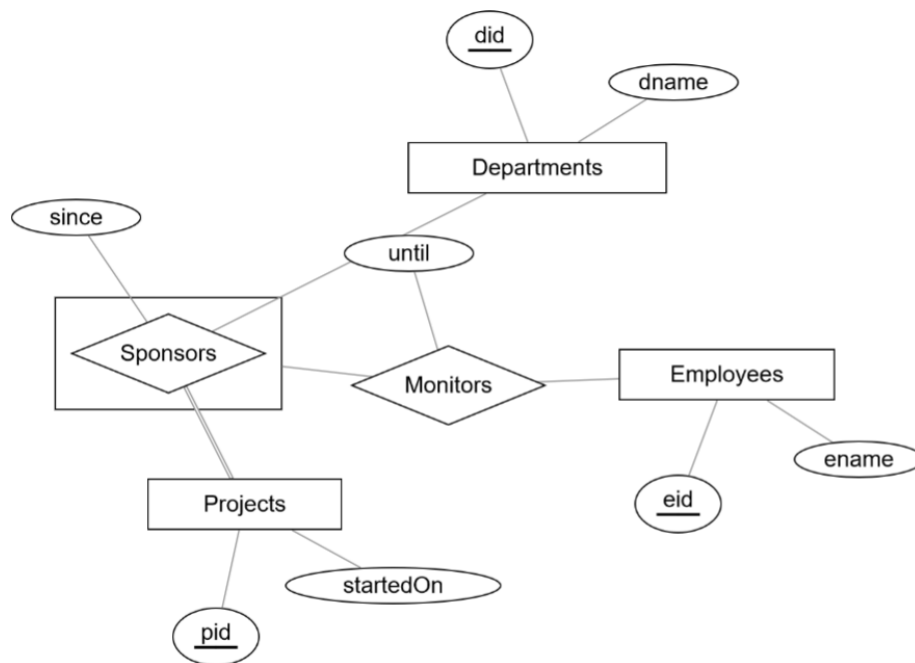 did
dname
Departments
since
until
Sponsors
Monitors
Employees
ename
eid
Projects
startedOn
pid